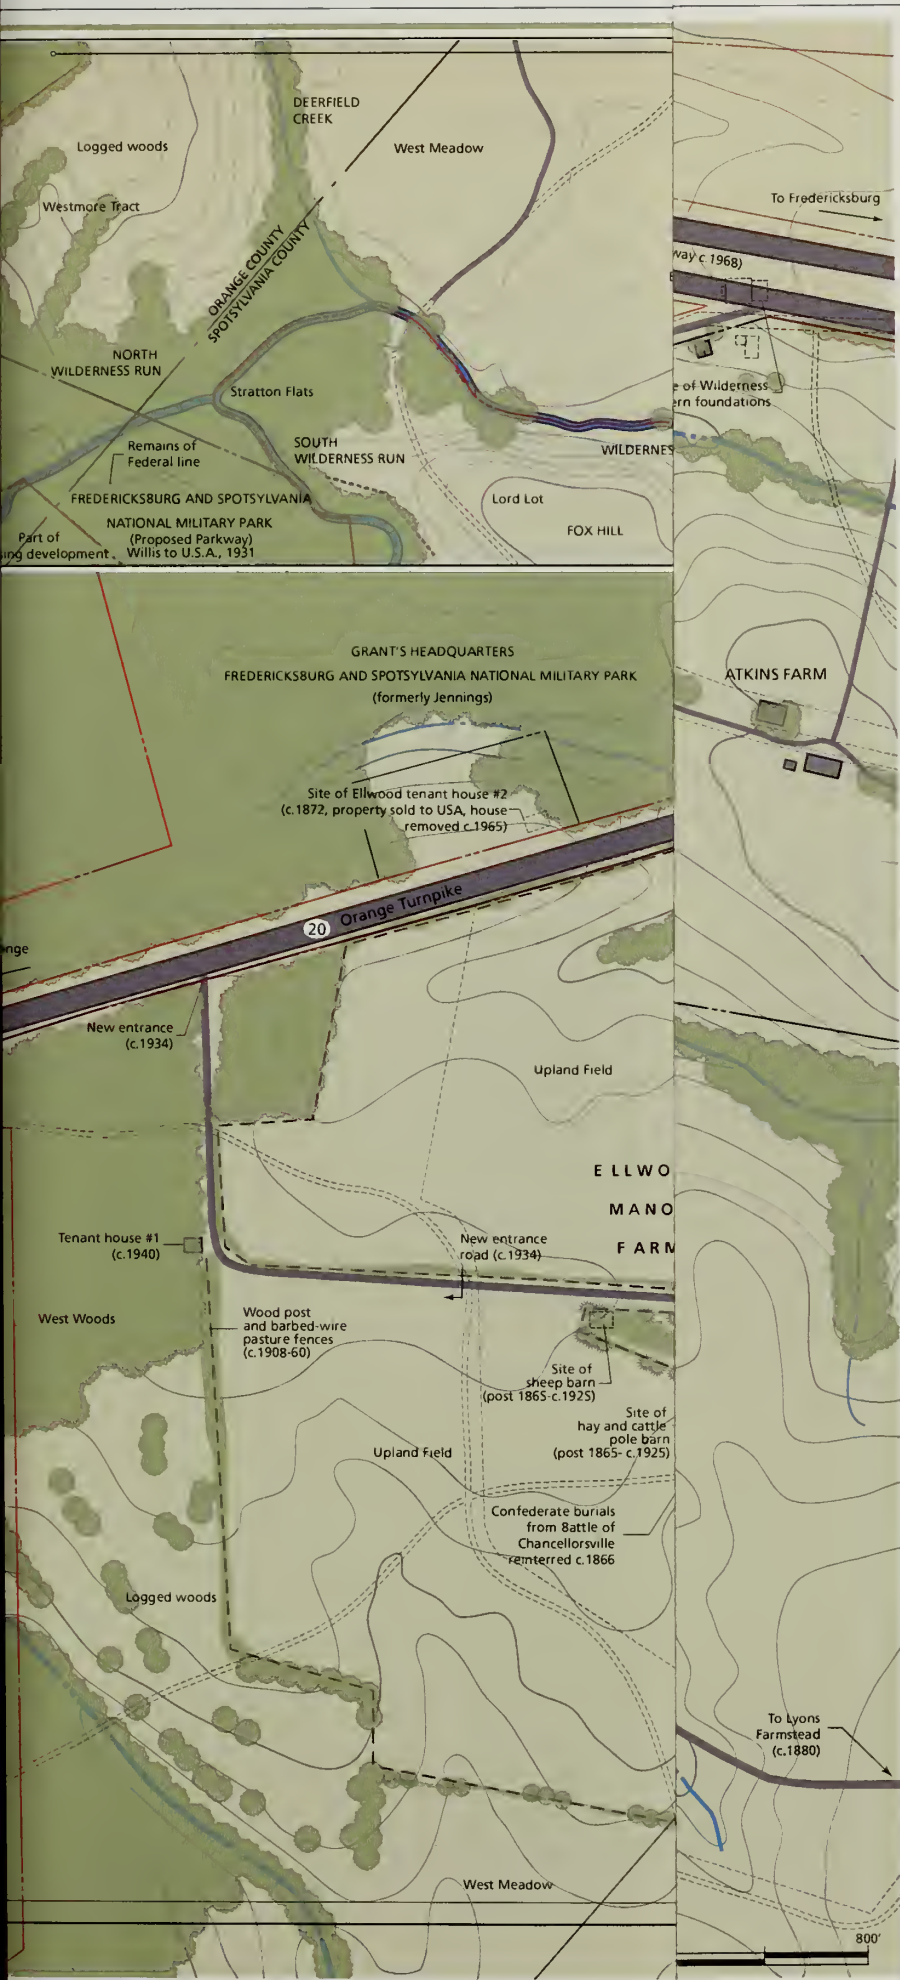 DEERFIELD
CREEK
Logged woods
West Meadow
Westmore Tract
ORANGE COUNTY
SPOTSYLVANIA COUNTY
NORTH
WILDERNESS RUN
Stratton Flats
Remains of
Federal line
SOUTH
WILDERNESS RUN
WILDERNES
Lord Lot
FOX HILL
FREDERICKSBURG AND SPOTSYLVANIA
NATIONAL MILITARY PARK
(Proposed Parkway)
Willis to U.S.A., 1931
Part of
ing development
To Fredericksburg
way c.1968)
e of Wilderness
ern foundations
ATKINS FARM
GRANT'S HEADQUARTERS
FREDERICKSBURG AND SPOTSYLVANIA NATIONAL MILITARY PARK
(formerly Jennings)
Site of Ellwood tenant house #2
(c.1872, property sold to USA, house
removed c.1965)
20 Orange Turnpike
nge
New entrance
(c.1934)
Upland Field
ELLWO
MANO
FARM
Tenant house #1
(c.1940)
New entrance
road (c.1934)
West Woods
Wood post
and barbed-wire
pasture fences
(c.1908-60)
Site of
sheep barn
(post 1865-c.1925)
Site of
hay and cattle
pole barn
(post 1865- c.1925)
Upland Field
Confederate burials
from Battle of
Chancellorsville
reinterred c.1866
Logged woods
To Lyons
Farmstead
(c.1880)
West Meadow
800'